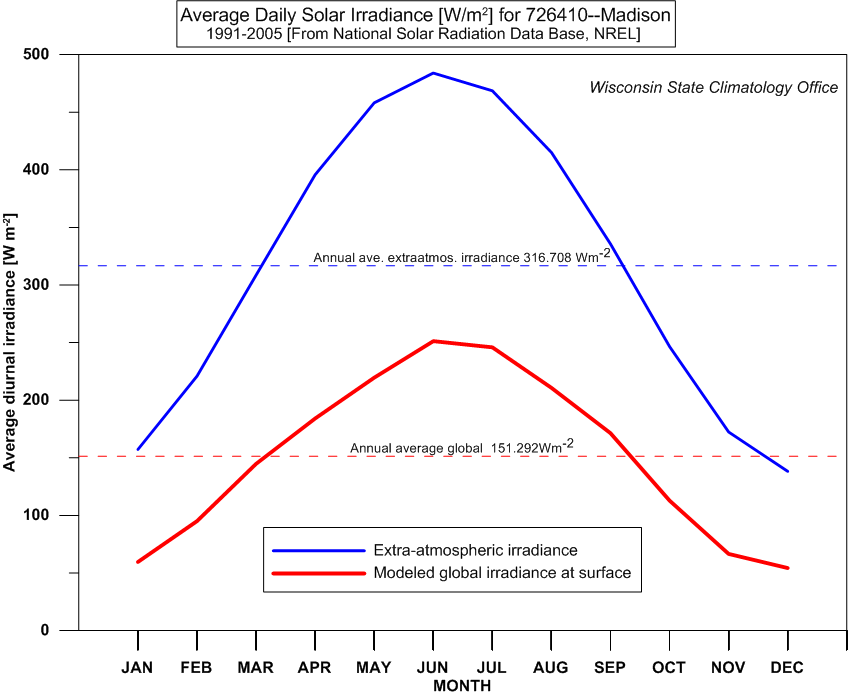 Average Daily Solar Irradiance [W/m²] for 726410--Madison
1991-2005 [From National Solar Radiation Data Base, NREL]
Wisconsin State Climatology Office
Average diurnal irradiance [W m⁻²]
500
400
300
200
100
0
Annual ave. extraatmos. irradiance 316.708 Wm⁻²
Annual average global 151.292Wm⁻²
Extra-atmospheric irradiance
Modeled global irradiance at surface
JAN FEB MAR APR MAY JUN JUL AUG SEP OCT NOV DEC
MONTH